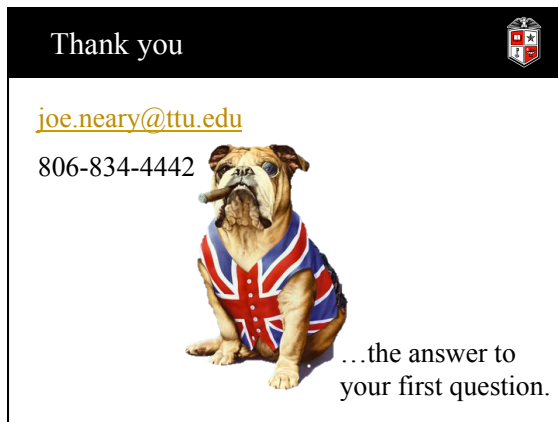 Thank you
joe.neary@ttu.edu
806-834-4442
…the answer to
your first question.